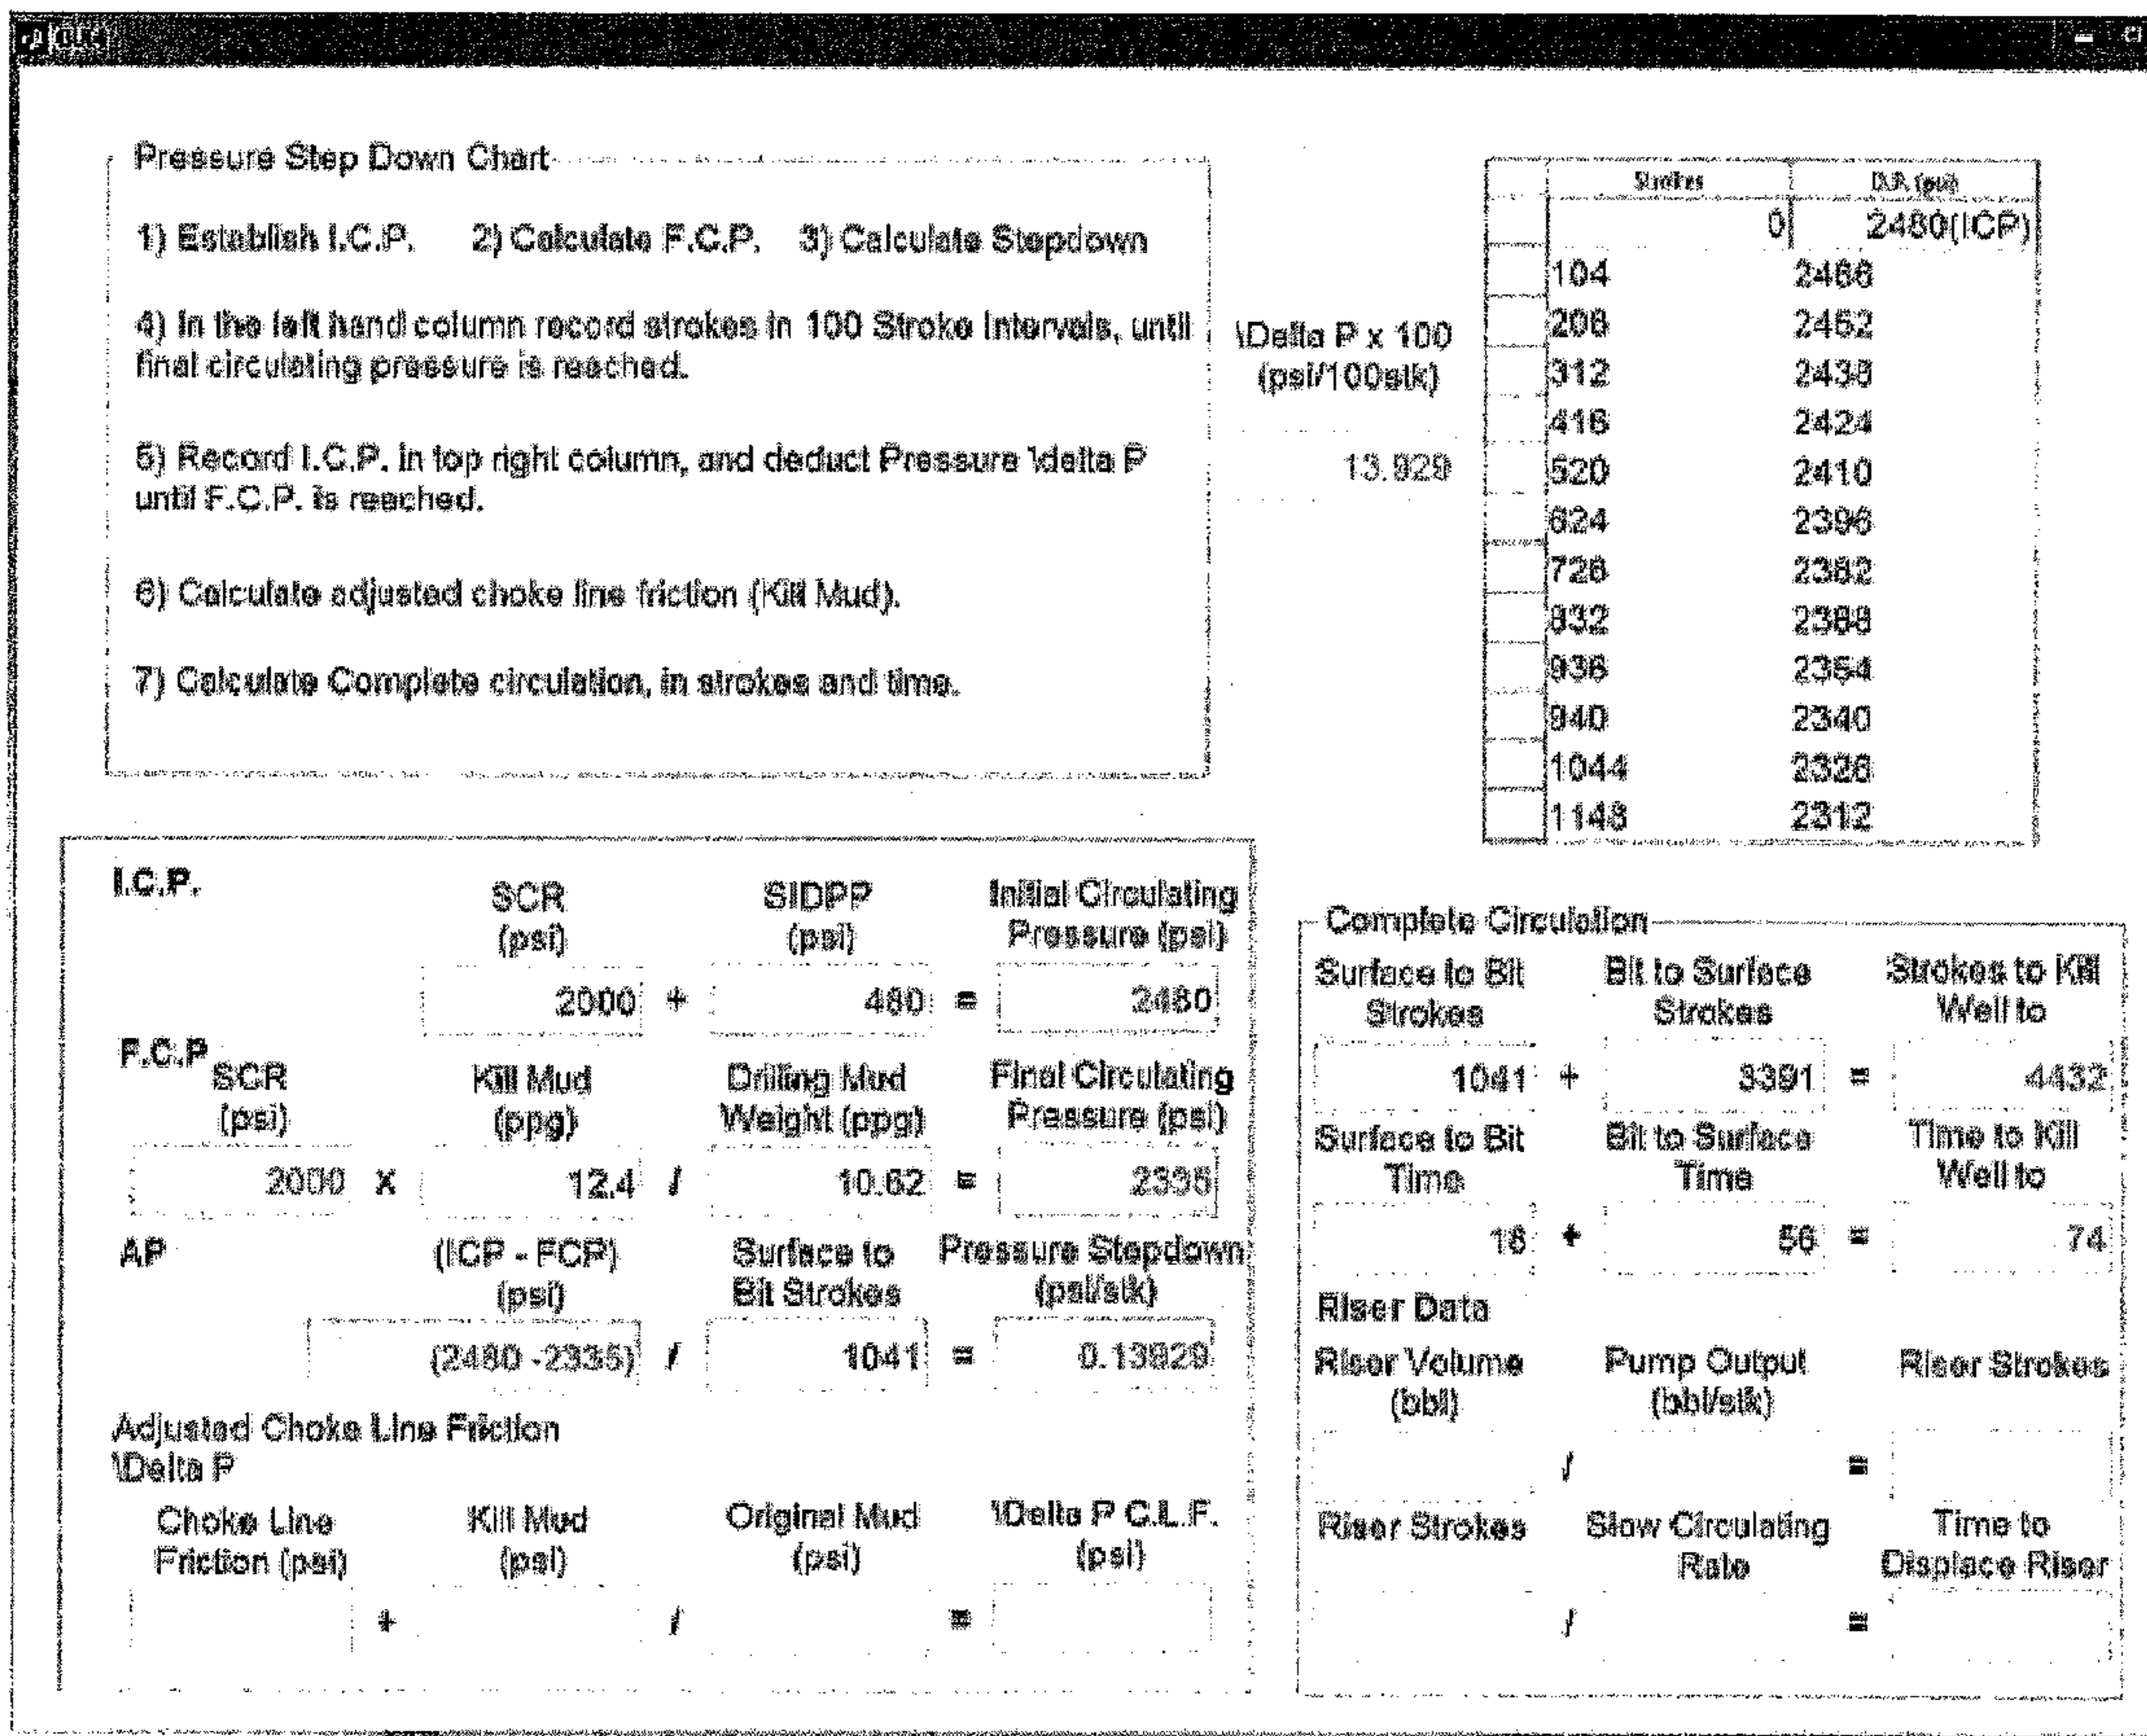 Pressure Step Down Chart
1) Establish I.C.P. 2) Calculate F.C.P. 3) Calculate Stepdown
4) In the left hand column record strokes in 100 Stroke Intervals, until
final circulating pressure is reached.
5) Record I.C.P. in top right column, and deduct Pressure \delta P
until F.C.P. is reached.
6) Calculate adjusted choke line friction (Kill Mud).
7) Calculate Complete circulation, in strokes and time.
\Delta P x 100
(psi/100stk)
13.929
Strokes D.P. (psi)
0 2480(ICP)
104 2466
208 2452
312 2438
416 2424
520 2410
624 2396
728 2382
832 2368
936 2354
940 2340
1044 2326
1148 2312
I.C.P.
SCR
(psi)
SIDPP
(psi)
Initial Circulating
Pressure (psi)
2000 + 480 = 2480
F.C.P
SCR
(psi)
Kill Mud
(ppg)
Drilling Mud
Weight (ppg)
Final Circulating
Pressure (psi)
2000 X 12.4 / 10.62 = 2335
AP
(ICP - FCP)
(psi)
Surface to
Bit Strokes
Pressure Stepdown
(psi/stk)
(2480 -2335) / 1041 = 0.13929
Adjusted Choke Line Friction
\Delta P
Choke Line
Friction (psi)
Kill Mud
(psi)
Original Mud
(psi)
\Delta P C.L.F.
(psi)
+ / =
Complete Circulation
Surface to Bit
Strokes
Bit to Surface
Strokes
Strokes to Kill
Well to
1041 + 3391 = 4432
Surface to Bit
Time
Bit to Surface
Time
Time to Kill
Well to
18 + 56 = 74
Riser Data
Riser Volume
(bbl)
Pump Output
(bbl/stk)
Riser Strokes
/ =
Riser Strokes
Slow Circulating
Rate
Time to
Displace Riser
/ =